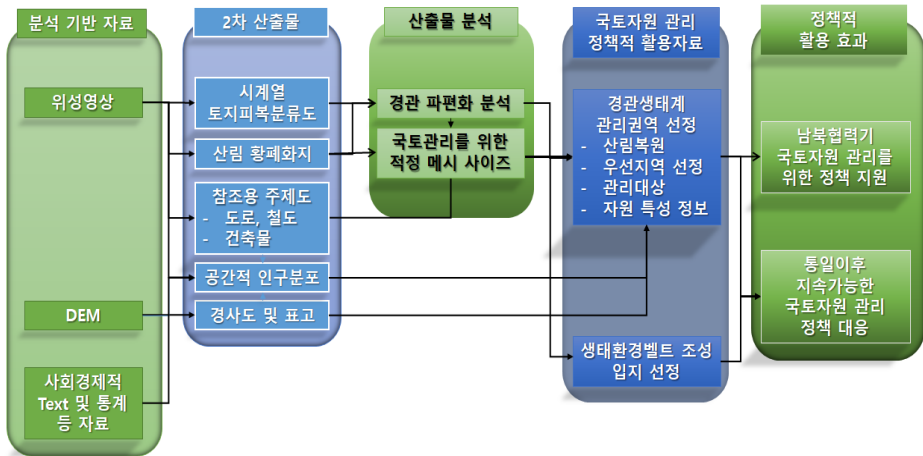 분석 기반 자료
위성영상
DEM
사회경제적
Text 및 통계
등 자료
2차 산출물
시계열
토지피복분류도
산림 황폐화지
참조용 주제도
- 도로, 철도
- 건축물
공간적 인구분포
경사도 및 표고
산출물 분석
경관 파편화 분석
국토관리를 위한
적정 메시 사이즈
국토자원 관리
정책적 활용자료
경관생태계
관리권역 선정
- 산림복원
- 우선지역 선정
- 관리대상
- 자원 특성 정보
생태환경벨트 조성
입지 선정
정책적
활용 효과
남북협력기
국토자원 관리를
위한 정책 지원
통일이후
지속가능한
국토자원 관리
정책 대응